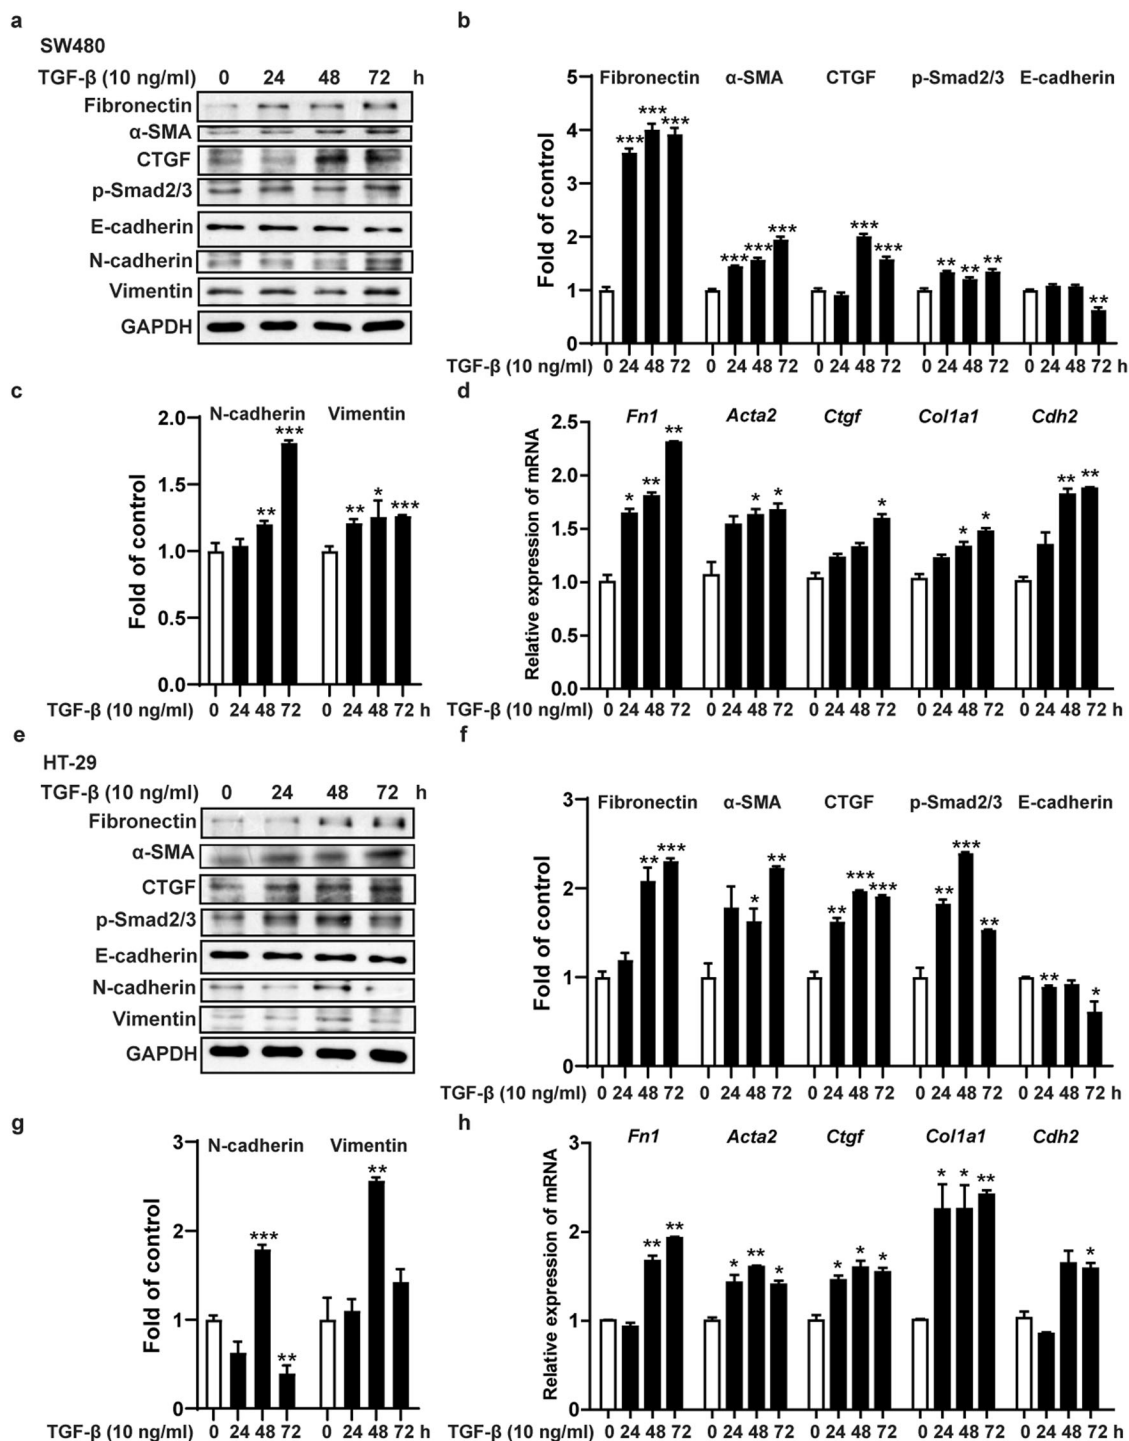 a
SW480
TGF-β (10 ng/ml) 0 24 48 72 h
Fibronectin
α-SMA
CTGF
p-Smad2/3
E-cadherin
N-cadherin
Vimentin
GAPDH
b
Fibronectin α-SMA CTGF p-Smad2/3 E-cadherin
Fold of control
5
4
3
2
1
0
*** *** ***
*** *** ***
*** ***
** ** **
**
TGF-β (10 ng/ml) 0 24 48 72 0 24 48 72 0 24 48 72 0 24 48 72 0 24 48 72 h
c
N-cadherin Vimentin
Fold of control
2.0
1.5
1.0
0.5
0.0
** ***
** * ***
TGF-β (10 ng/ml) 0 24 48 72 0 24 48 72 h
d
Fn1 Acta2 Ctgf Col1a1 Cdh2
Relative expression of mRNA
2.5
2.0
1.5
1.0
0.5
0.0
* ** **
* *
*
* *
** **
TGF-β (10 ng/ml) 0 24 48 72 0 24 48 72 0 24 48 72 0 24 48 72 0 24 48 72 h
e
HT-29
TGF-β (10 ng/ml) 0 24 48 72 h
Fibronectin
α-SMA
CTGF
p-Smad2/3
E-cadherin
N-cadherin
Vimentin
GAPDH
f
Fibronectin α-SMA CTGF p-Smad2/3 E-cadherin
Fold of control
3
2
1
0
** ***
* **
** *** ***
** *** **
** *
TGF-β (10 ng/ml) 0 24 48 72 0 24 48 72 0 24 48 72 0 24 48 72 0 24 48 72 h
g
N-cadherin Vimentin
Fold of control
3
2
1
0
*** **
**
TGF-β (10 ng/ml) 0 24 48 72 0 24 48 72 h
h
Fn1 Acta2 Ctgf Col1a1 Cdh2
Relative expression of mRNA
3
2
1
0
** **
* ** *
* * *
* * **
*
TGF-β (10 ng/ml) 0 24 48 72 0 24 48 72 0 24 48 72 0 24 48 72 0 24 48 72 h